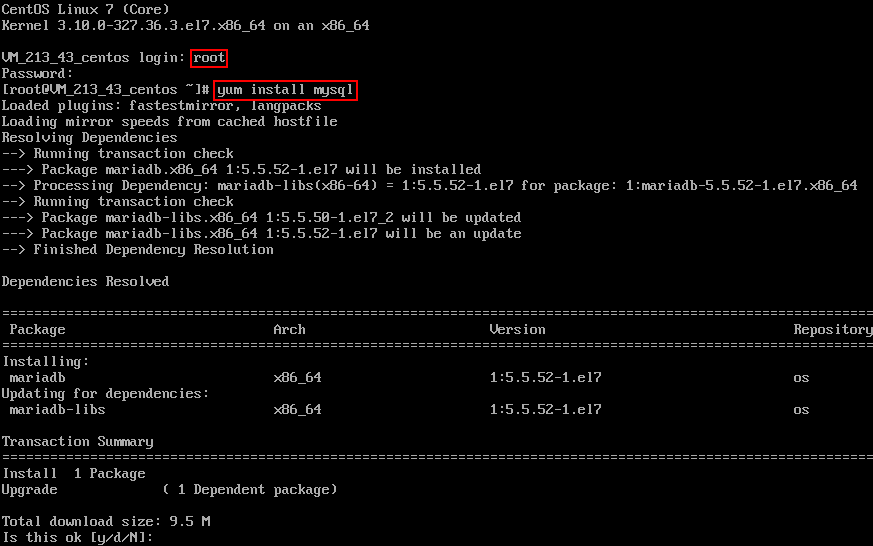 CentOS Linux 7 (Core)
Kernel 3.10.0-327.36.3.el7.x86_64 on an x86_64
VM_213_43_centos login: root
Password:
[root@VM_213_43_centos ~]# yum install mysql
Loaded plugins: fastestmirror, langpacks
Loading mirror speeds from cached hostfile
Resolving Dependencies
--> Running transaction check
---> Package mariadb.x86_64 1:5.5.52-1.el7 will be installed
--> Processing Dependency: mariadb-libs(x86-64) = 1:5.5.52-1.el7 for package: 1:mariadb-5.5.52-1.el7.x86_64
--> Running transaction check
---> Package mariadb-libs.x86_64 1:5.5.50-1.el7_2 will be updated
---> Package mariadb-libs.x86_64 1:5.5.52-1.el7 will be an update
--> Finished Dependency Resolution
Dependencies Resolved
Package Arch Version Repository
Installing:
mariadb x86_64 1:5.5.52-1.el7 os
Updating for dependencies:
mariadb-libs x86_64 1:5.5.52-1.el7 os
Transaction Summary
Install 1 Package
Upgrade ( 1 Dependent package)
Total download size: 9.5 M
Is this ok [y/d/N]: